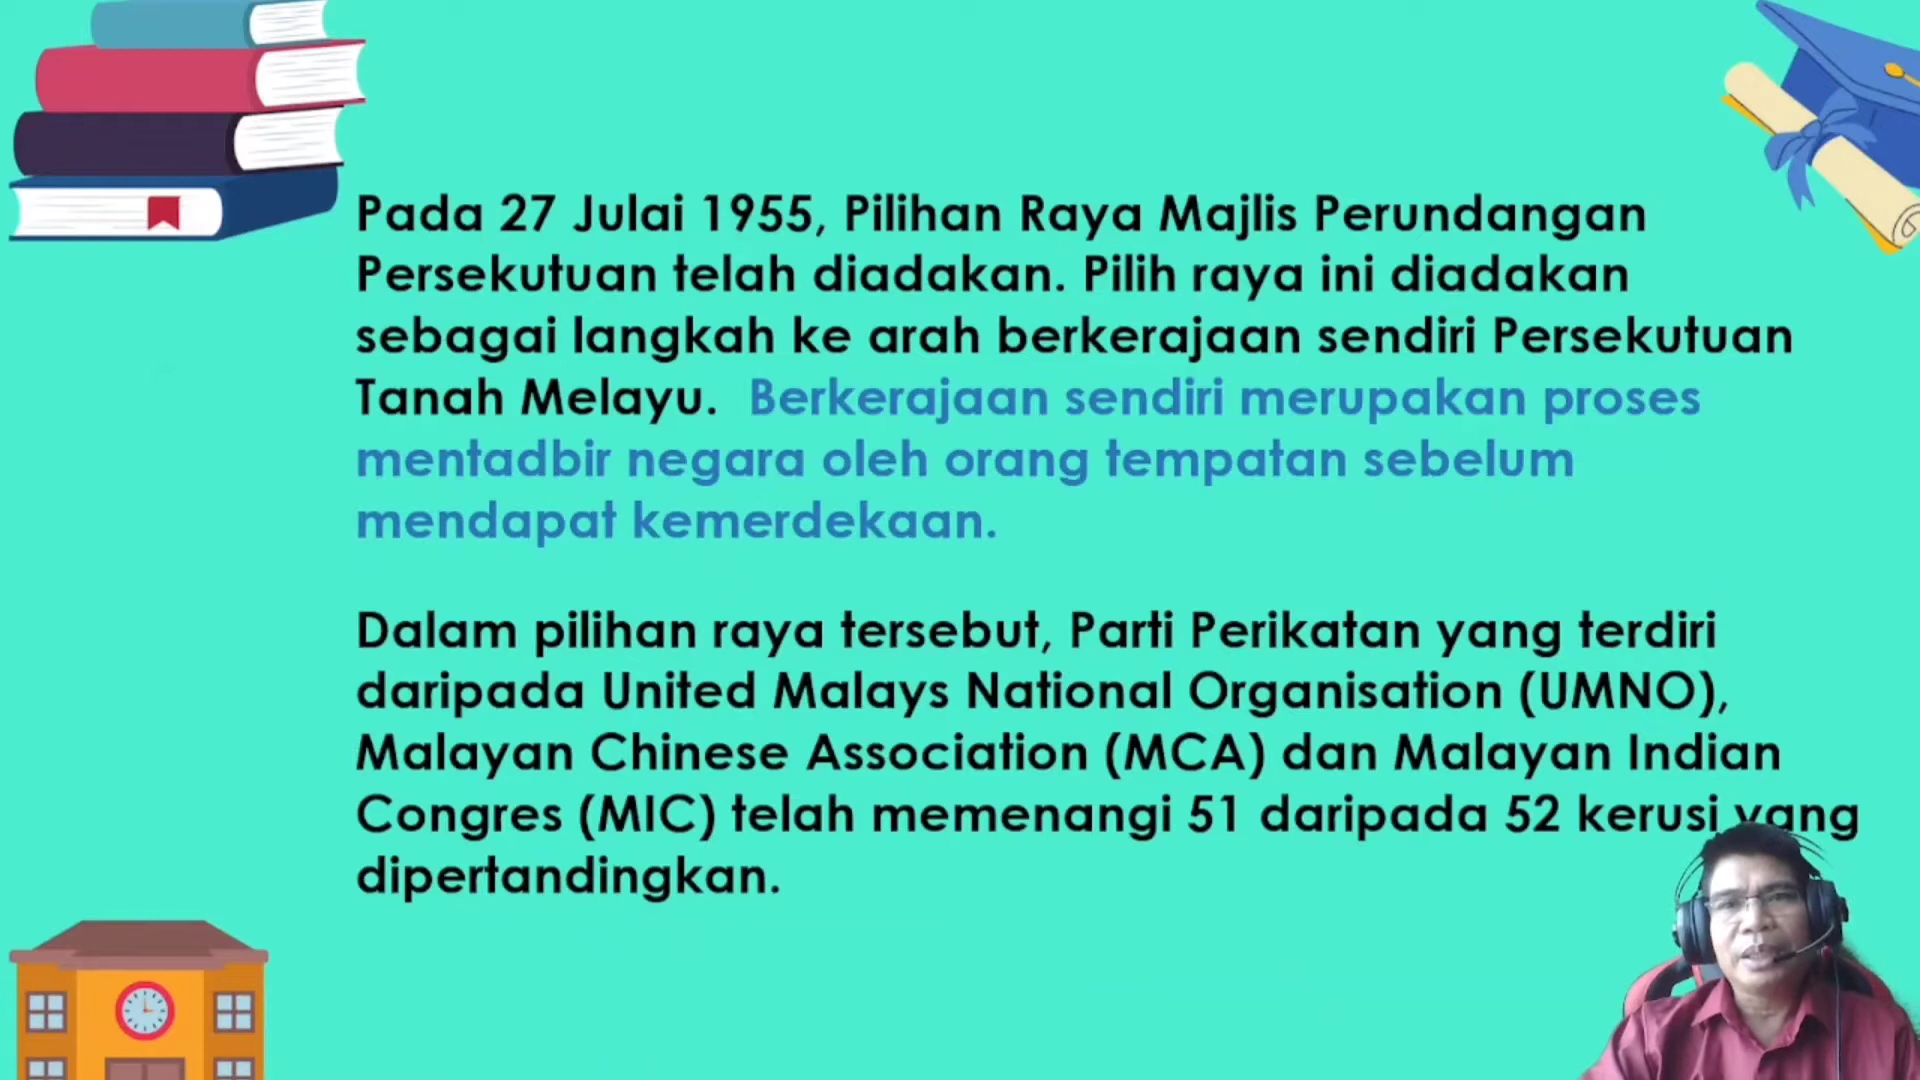 Pada 27 Julai 1955, Pilihan Raya Majlis Perundangan
Persekutuan telah diadakan. Pilih raya ini diadakan
sebagai langkah ke arah berkerajaan sendiri Persekutuan
Tanah Melayu. Berkerajaan sendiri merupakan proses
mentadbir negara oleh orang tempatan sebelum
mendapat kemerdekaan.
Dalam pilihan raya tersebut, Parti Perikatan yang terdiri
daripada United Malays National Organisation (UMNO),
Malayan Chinese Association (MCA) dan Malayan Indian
Congres (MIC) telah memenangi 51 daripada 52 kerusi yang
dipertandingkan.